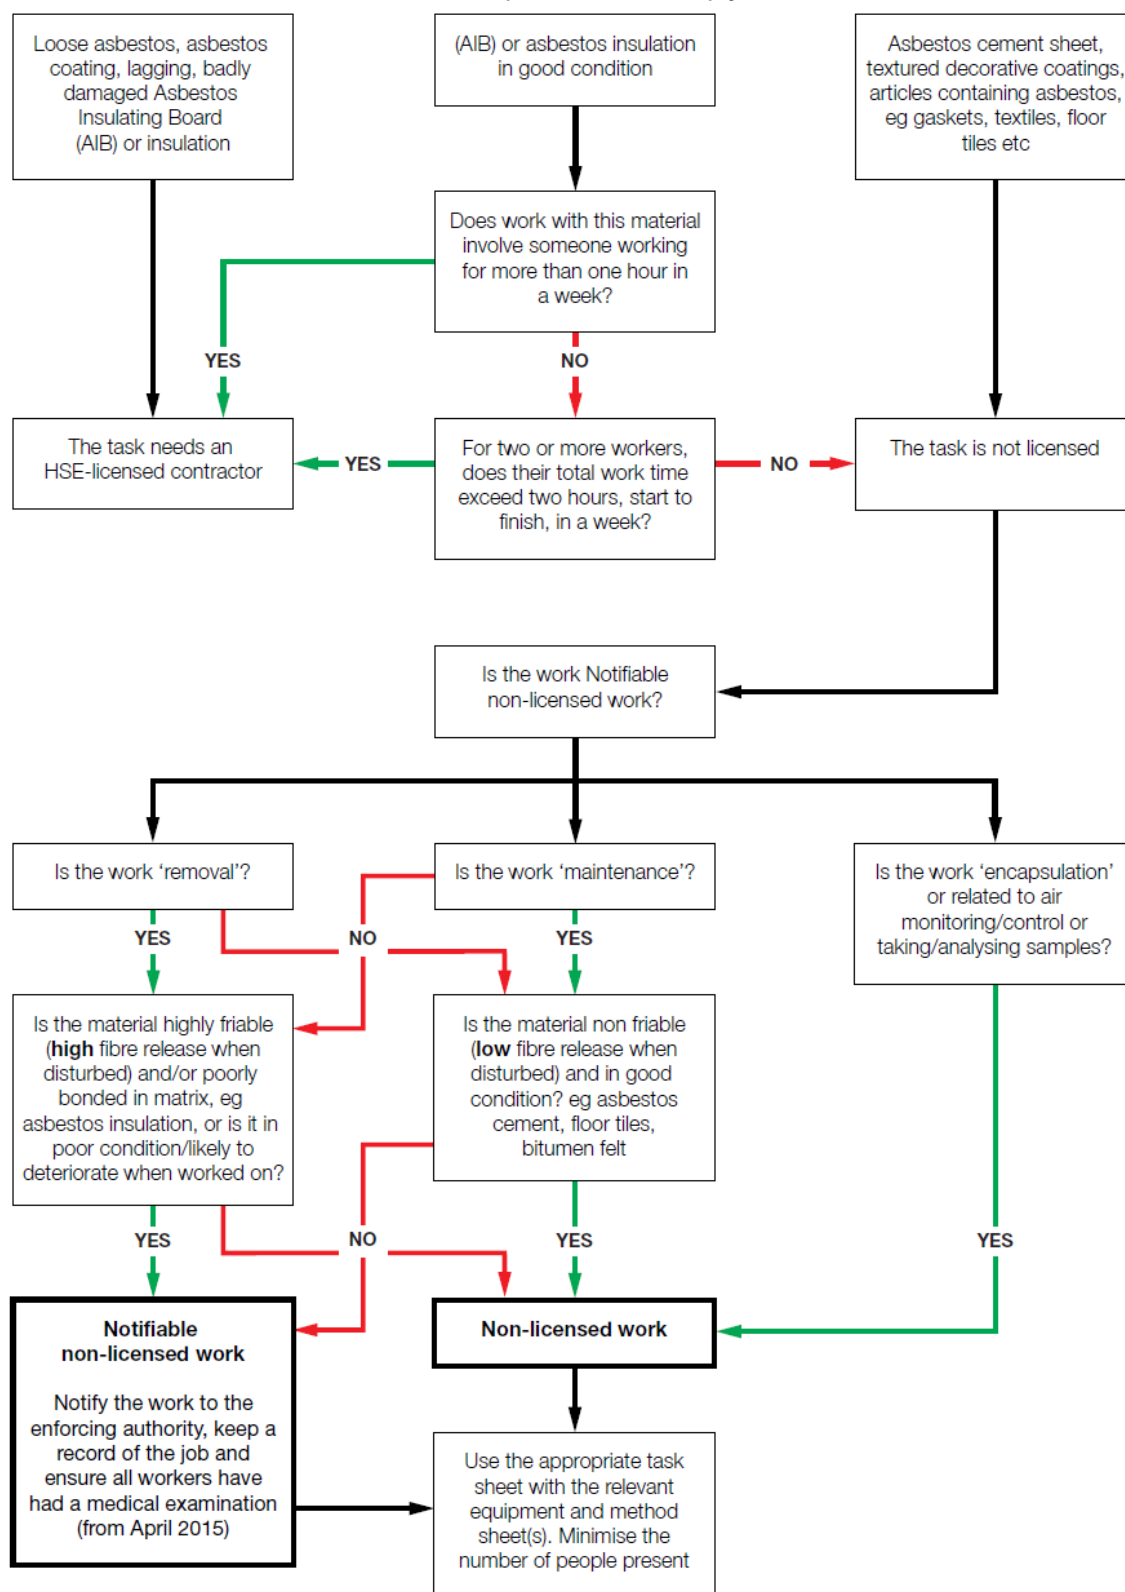 Loose asbestos, asbestos
coating, lagging, badly
damaged Asbestos
Insulating Board
(AIB) or insulation
(AIB) or asbestos insulation
in good condition
Asbestos cement sheet,
textured decorative coatings,
articles containing asbestos,
eg gaskets, textiles, floor
tiles etc
Does work with this material
involve someone working
for more than one hour in
a week?
YES
NO
The task needs an
HSE-licensed contractor
YES
For two or more workers,
does their total work time
exceed two hours, start to
finish, in a week?
NO
The task is not licensed
Is the work Notifiable
non-licensed work?
Is the work ‘removal’?
Is the work ‘maintenance’?
Is the work ‘encapsulation’
or related to air
monitoring/control or
taking/analysing samples?
YES
NO
YES
Is the material highly friable
(high fibre release when
disturbed) and/or poorly
bonded in matrix, eg
asbestos insulation, or is it in
poor condition/likely to
deteriorate when worked on?
Is the material non friable
(low fibre release when
disturbed) and in good
condition? eg asbestos
cement, floor tiles,
bitumen felt
YES
NO
YES
YES
Notifiable
non-licensed work
Notify the work to the
enforcing authority, keep a
record of the job and
ensure all workers have
had a medical examination
(from April 2015)
Non-licensed work
Use the appropriate task
sheet with the relevant
equipment and method
sheet(s). Minimise the
number of people present